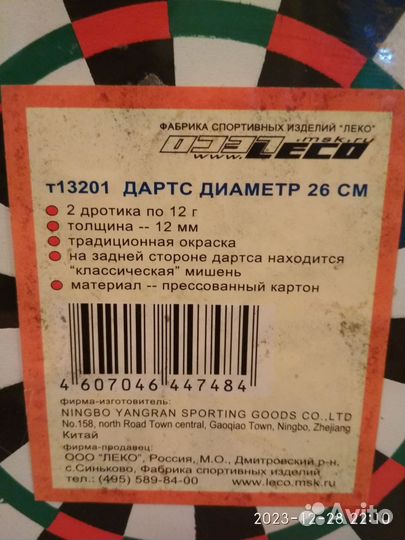 ФАБРИКА СПОРТИВНЫХ ИЗДЕЛИЙ "ЛЕКО"
www.LECO.msk.ru
т13201 ДАРТС ДИАМЕТР 26 СМ
2 дротика по 12 г
толщина -- 12 мм
традиционная окраска
на задней стороне дартса находится
"классическая" мишень
материал -- прессованный картон
4 607046 447484
фирма-изготовитель:
NINGBO YANGRAN SPORTING GOODS CO.,LTD
No.158, north Road Town central, Gaoqiao Town, Ningbo, Zhejiang
Китай
фирма-продавец:
ООО "ЛЕКО", Россия, М.О., Дмитровский р-н,
с.Синьково, Фабрика спортивных изделий
тел.: (495) 589-84-00 www.leco.msk.ru
Avito
2023-12-28 22:10